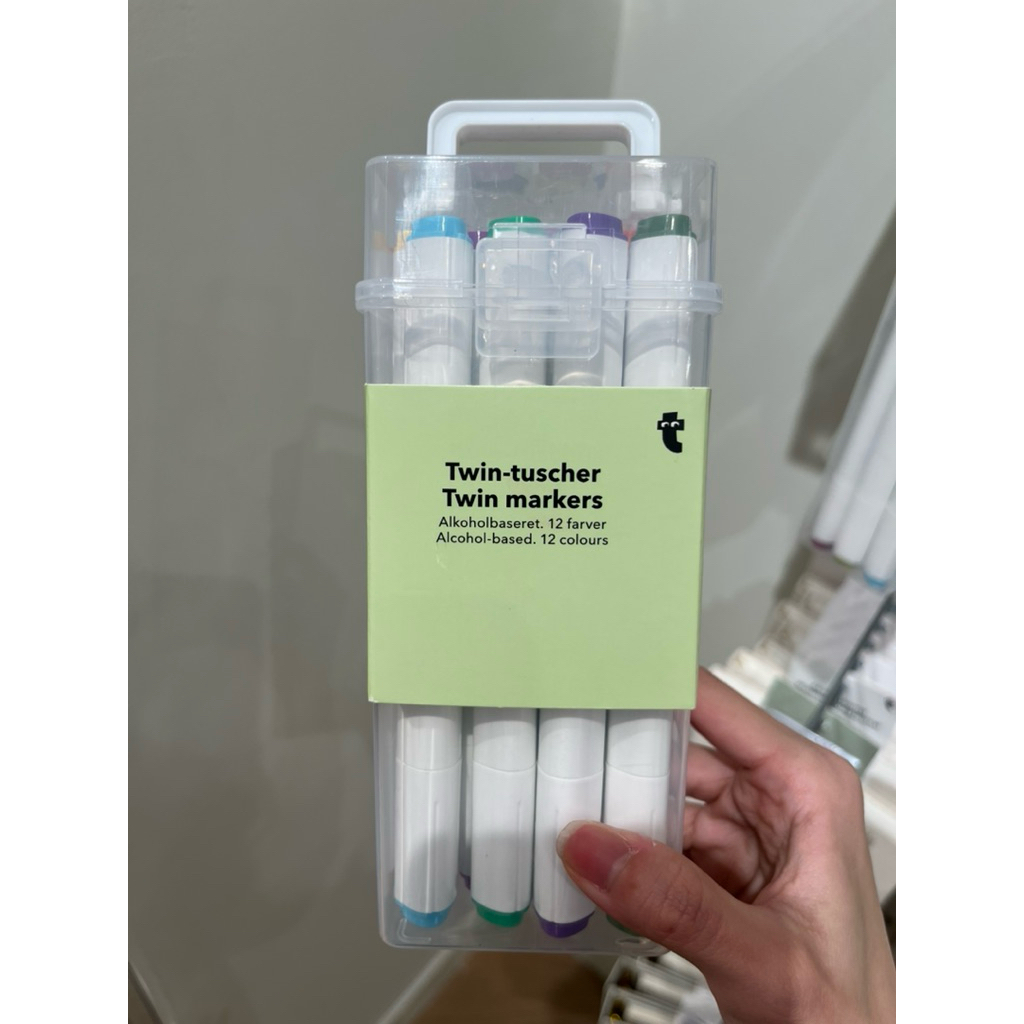 t
Twin-tuscher
Twin markers
Alkoholbaseret. 12 farver
Alcohol-based. 12 colours